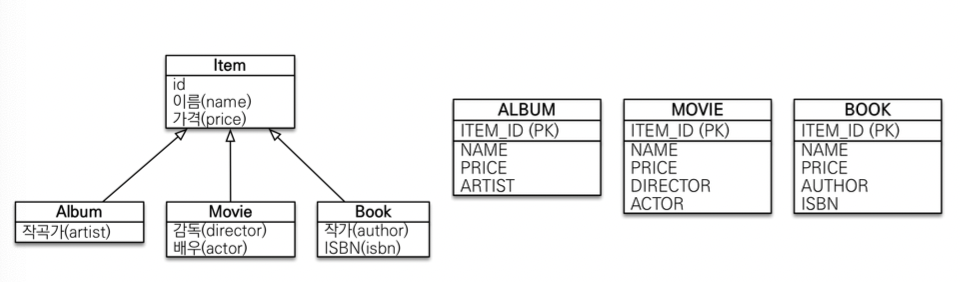 Item
id
이름(name)
가격(price)
Album
작곡가(artist)
Movie
감독(director)
배우(actor)
Book
작가(author)
ISBN(isbn)
ALBUM
ITEM_ID (PK)
NAME
PRICE
ARTIST
MOVIE
ITEM_ID (PK)
NAME
PRICE
DIRECTOR
ACTOR
BOOK
ITEM_ID (PK)
NAME
PRICE
AUTHOR
ISBN